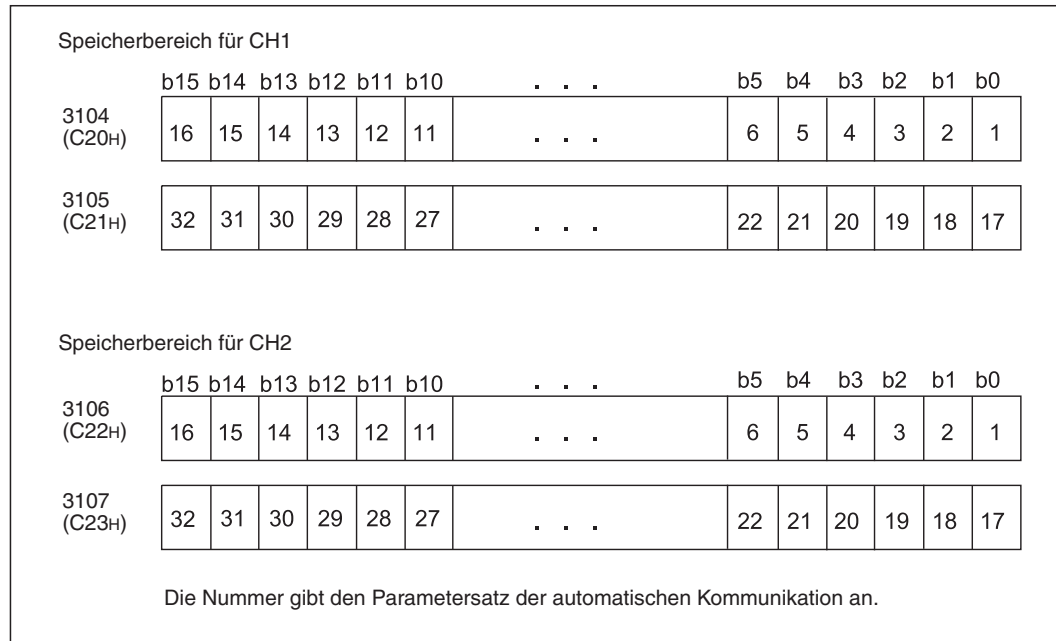 Speicherbereich für CH1
b15 b14 b13 b12 b11 b10 . . . b5 b4 b3 b2 b1 b0
3104
(C20H) 16 15 14 13 12 11 . . . 6 5 4 3 2 1
3105
(C21H) 32 31 30 29 28 27 . . . 22 21 20 19 18 17
Speicherbereich für CH2
b15 b14 b13 b12 b11 b10 . . . b5 b4 b3 b2 b1 b0
3106
(C22H) 16 15 14 13 12 11 . . . 6 5 4 3 2 1
3107
(C23H) 32 31 30 29 28 27 . . . 22 21 20 19 18 17
Die Nummer gibt den Parametersatz der automatischen Kommunikation an.